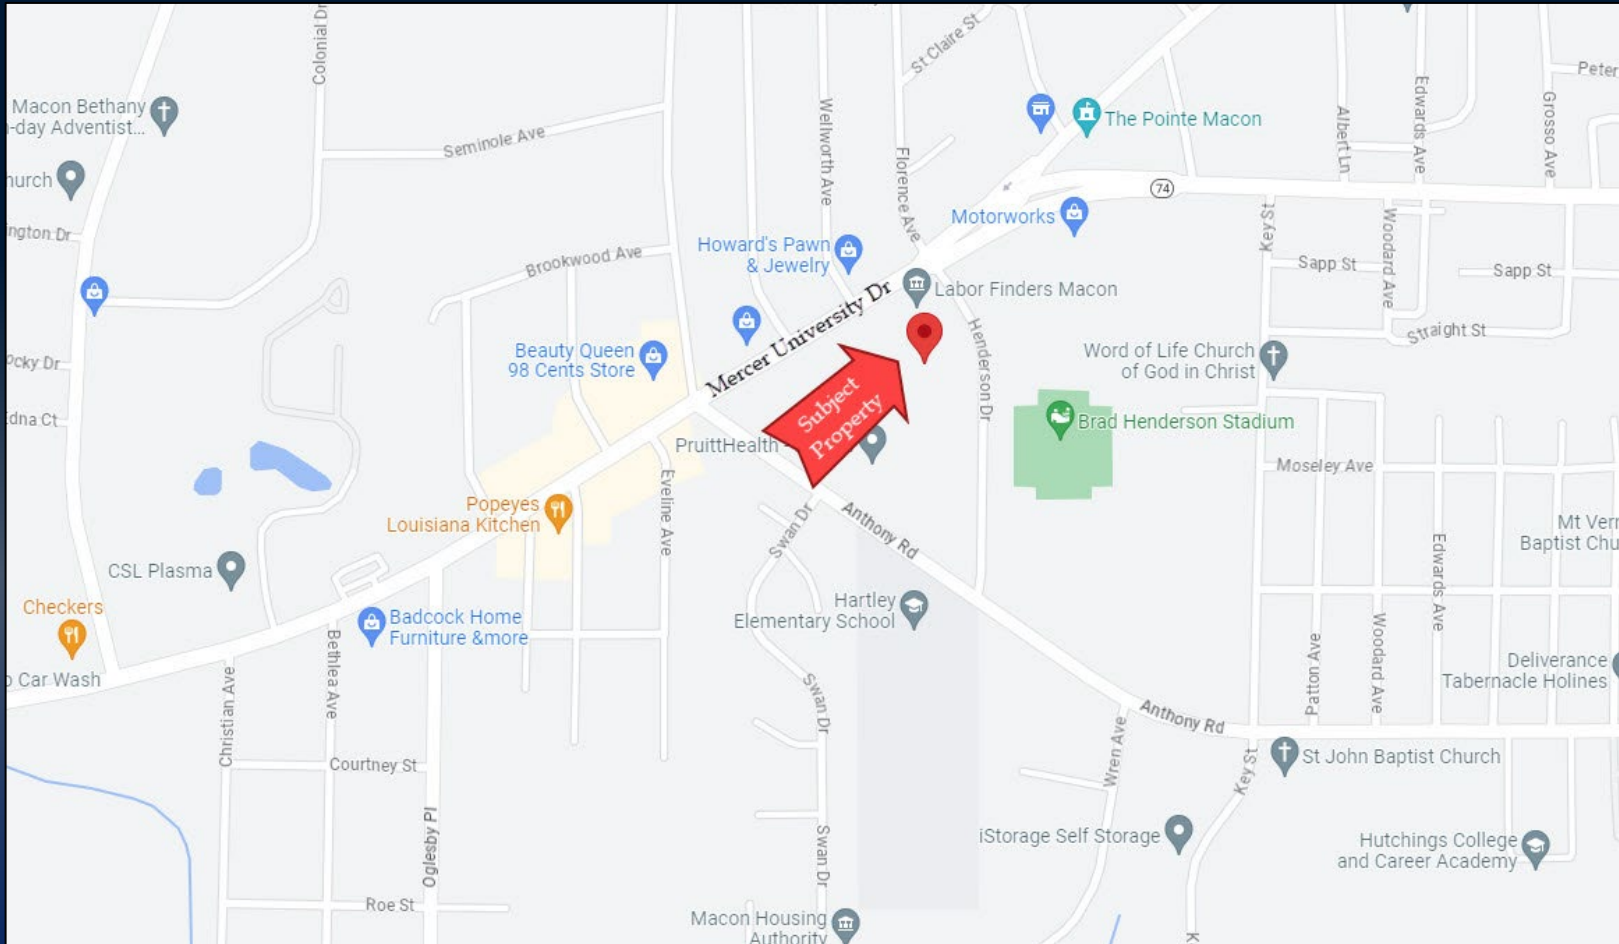 Colonial D
St Claire St
Peter
Macon Bethany
-day Adventist...
Seminole Ave
Wellworth Ave
Florence Ave
The Pointe Macon
Albert Ln
Edwards Ave
Grosso Ave
hurch
74
ngton Dr
Brookwood Ave
Howard's Pawn
& Jewelry
Motorworks
Key St
Woodard Ave
Sapp St
Sapp St
Labor Finders Macon
Mercer University Dr
Henderson Dr
Straight St
ocky Dr
Beauty Queen
98 Cents Store
Word of Life Church
of God in Christ
Edna Ct
Subject
Property
Brad Henderson Stadium
PruittHealth -
Moseley Ave
Eveline Ave
Popeyes
Louisiana Kitchen
Swan Dr
Anthony Rd
Mt Vern
Baptist Chu
Edwards Ave
CSL Plasma
Checkers
Badcock Home
Furniture &more
Hartley
Elementary School
Bethlea Ave
Christian Ave
Patton Ave
Woodard Ave
Deliverance
Tabernacle Holines
o Car Wash
Swan Dr
Anthony Rd
Wren Ave
Key St
St John Baptist Church
Courtney St
Oglesby Pl
Swan Dr
iStorage Self Storage
Hutchings College
and Career Academy
Roe St
Macon Housing
Authority
K